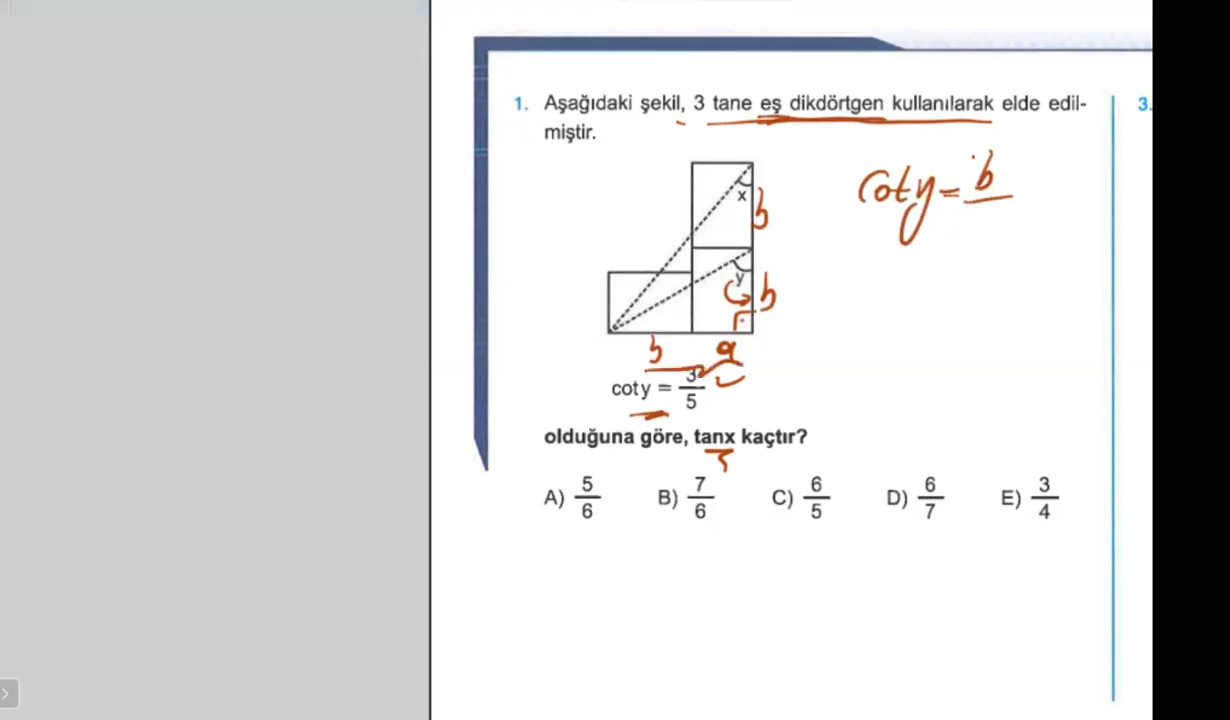 1. Aşağıdaki şekil, 3 tane eş dikdörtgen kullanılarak elde edil-
miştir.
3.
coty = b
x
b
y
b
b a
coty = 3/5
olduğuna göre, tanx kaçtır?
A) 5/6 B) 7/6 C) 6/5 D) 6/7 E) 3/4